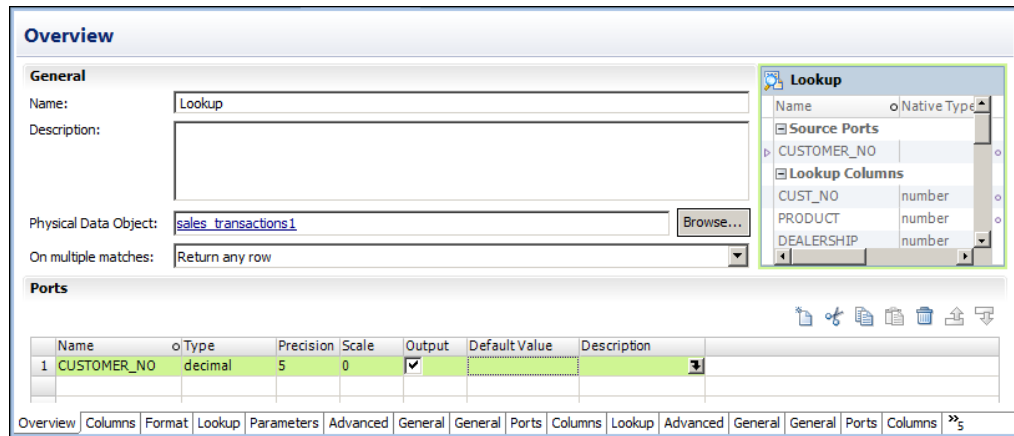 Overview
General
Name:
Lookup
Description:
Physical Data Object:
sales_transactions1
Browse...
On multiple matches:
Return any row
Lookup
Name Native Type
Source Ports
CUSTOMER_NO
Lookup Columns
CUST_NO number
PRODUCT number
DEALERSHIP number
Ports
Name Type Precision Scale Output Default Value Description
1 CUSTOMER_NO decimal 5 0
Overview Columns Format Lookup Parameters Advanced General General Ports Columns Lookup Advanced General General Ports Columns »5